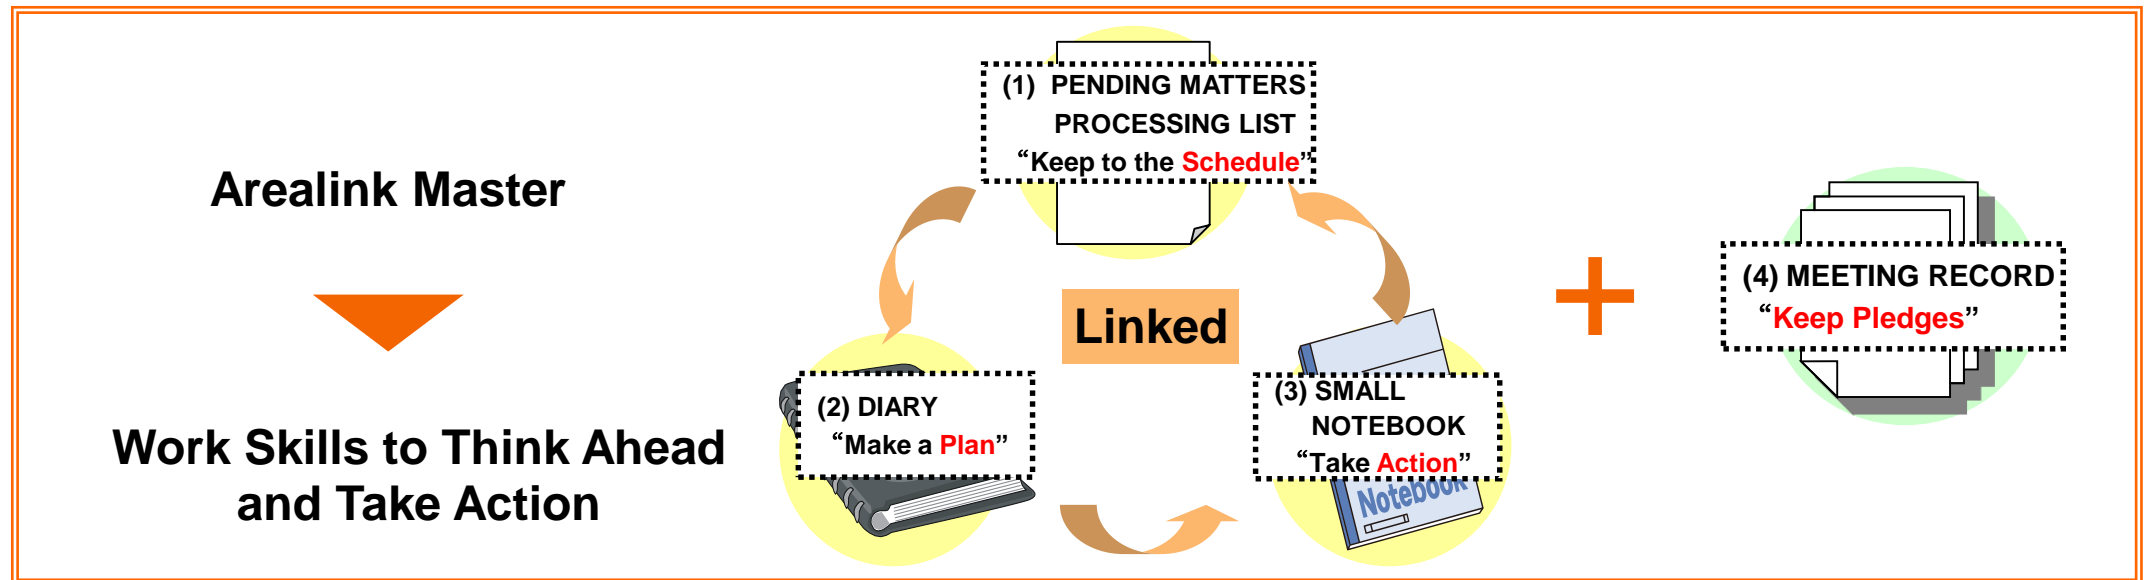 Arealink Master
Work Skills to Think Ahead
and Take Action
(1) PENDING MATTERS
PROCESSING LIST
“Keep to the Schedule”
Linked
(2) DIARY
“Make a Plan”
(3) SMALL
NOTEBOOK
“Take Action”
Notebook
(4) MEETING RECORD
“Keep Pledges”